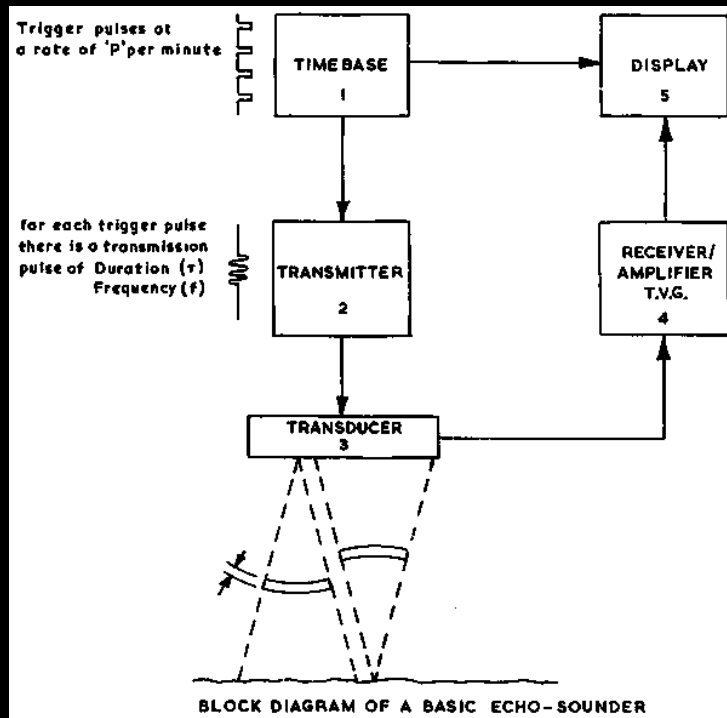 Trigger pulses at
a rate of 'P' per minute
TIMEBASE
1
DISPLAY
5
for each trigger pulse
there is a transmission
pulse of Duration (τ)
Frequency (f)
TRANSMITTER
2
RECEIVER/
AMPLIFIER
T.V.G.
4
TRANSDUCER
3
BLOCK DIAGRAM OF A BASIC ECHO-SOUNDER